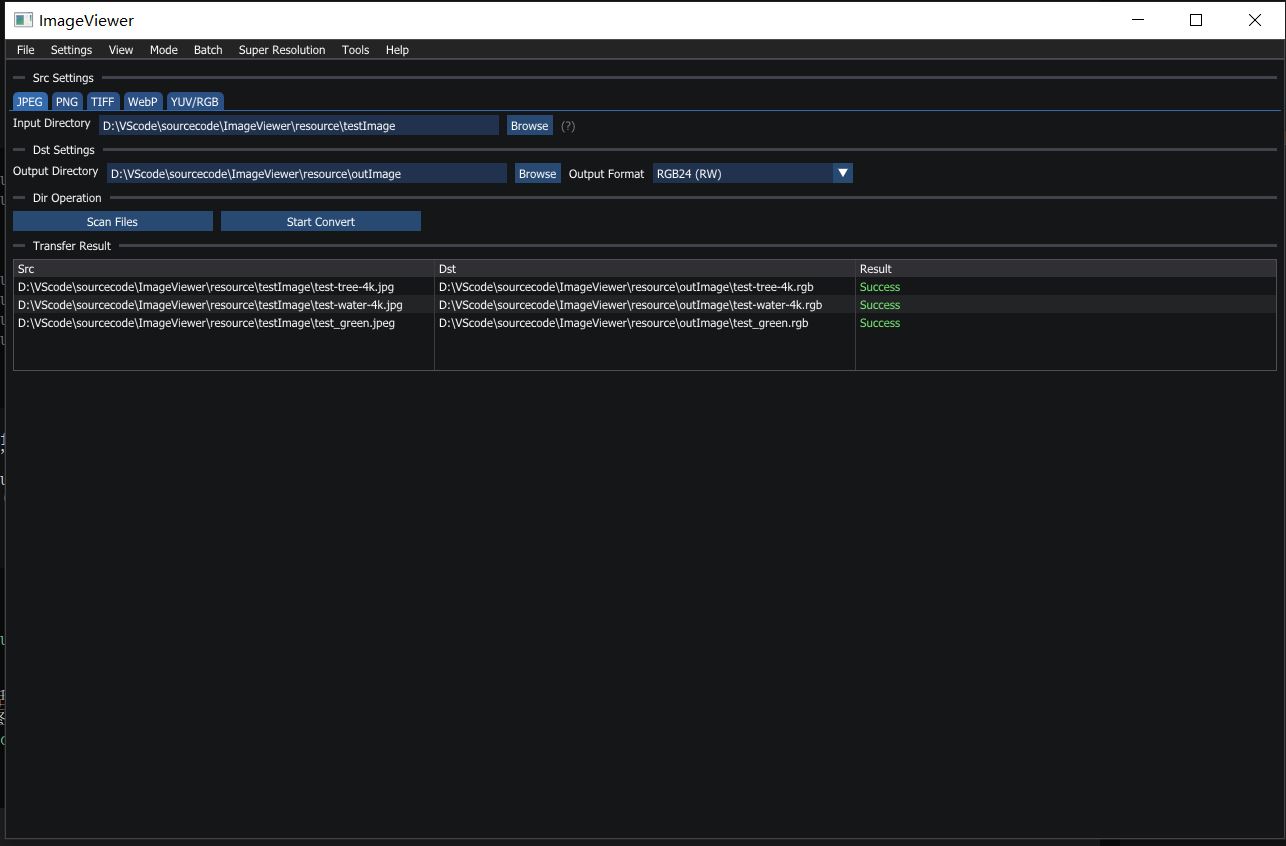 ImageViewer
File Settings View Mode Batch Super Resolution Tools Help
Src Settings
JPEG PNG TIFF WebP YUV/RGB
Input Directory D:\VScode\sourcecode\ImageViewer\resource\testImage Browse (?)
Dst Settings
Output Directory D:\VScode\sourcecode\ImageViewer\resource\outImage Browse Output Format RGB24 (RW)
Dir Operation
Scan Files Start Convert
Transfer Result
Src Dst Result
D:\VScode\sourcecode\ImageViewer\resource\testImage\test-tree-4k.jpg D:\VScode\sourcecode\ImageViewer\resource\outImage\test-tree-4k.rgb Success
D:\VScode\sourcecode\ImageViewer\resource\testImage\test-water-4k.jpg D:\VScode\sourcecode\ImageViewer\resource\outImage\test-water-4k.rgb Success
D:\VScode\sourcecode\ImageViewer\resource\testImage\test_green.jpeg D:\VScode\sourcecode\ImageViewer\resource\outImage\test_green.rgb Success